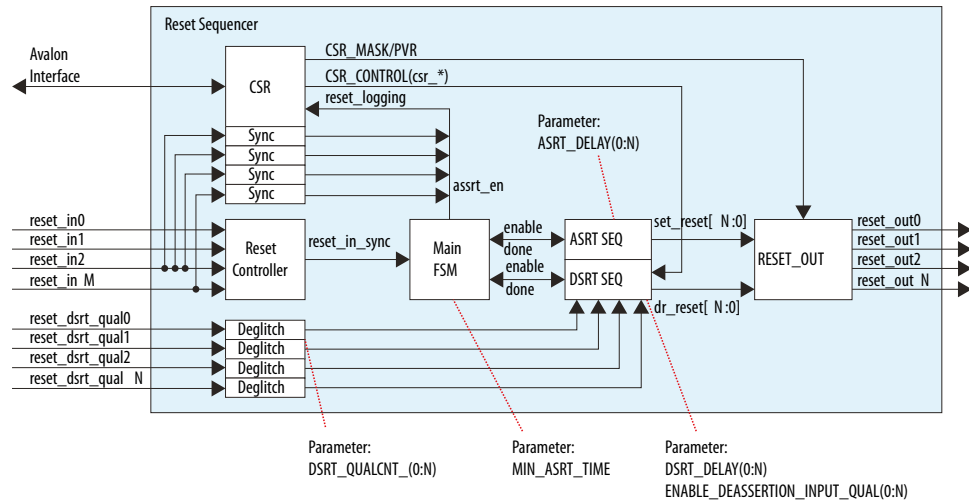 Reset Sequencer
Avalon
Interface
CSR
CSR_MASK/PVR
CSR_CONTROL(csr_*)
reset_logging
Sync
Sync
Sync
Sync
assrt_en
Parameter:
ASRT_DELAY(0:N)
reset_in0
reset_in1
reset_in2
reset_in M
Reset
Controller
reset_in_sync
Main
FSM
enable
done
enable
done
ASRT SEQ
DSRT SEQ
set_reset[ N:0]
dr_reset[ N:0]
RESET_OUT
reset_out0
reset_out1
reset_out2
reset_out N
reset_dsrt_qual0
reset_dsrt_qual1
reset_dsrt_qual2
reset_dsrt_qual N
Deglitch
Deglitch
Deglitch
Deglitch
Parameter:
DSRT_QUALCNT_(0:N)
Parameter:
MIN_ASRT_TIME
Parameter:
DSRT_DELAY(0:N)
ENABLE_DEASSERTION_INPUT_QUAL(0:N)